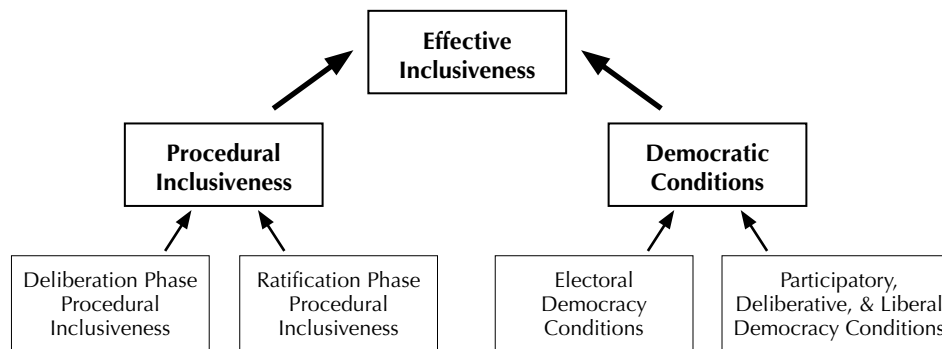 Effective
Inclusiveness
Procedural
Inclusiveness
Democratic
Conditions
Deliberation Phase
Procedural
Inclusiveness
Ratification Phase
Procedural
Inclusiveness
Electoral
Democracy
Conditions
Participatory,
Deliberative, & Liberal
Democracy Conditions